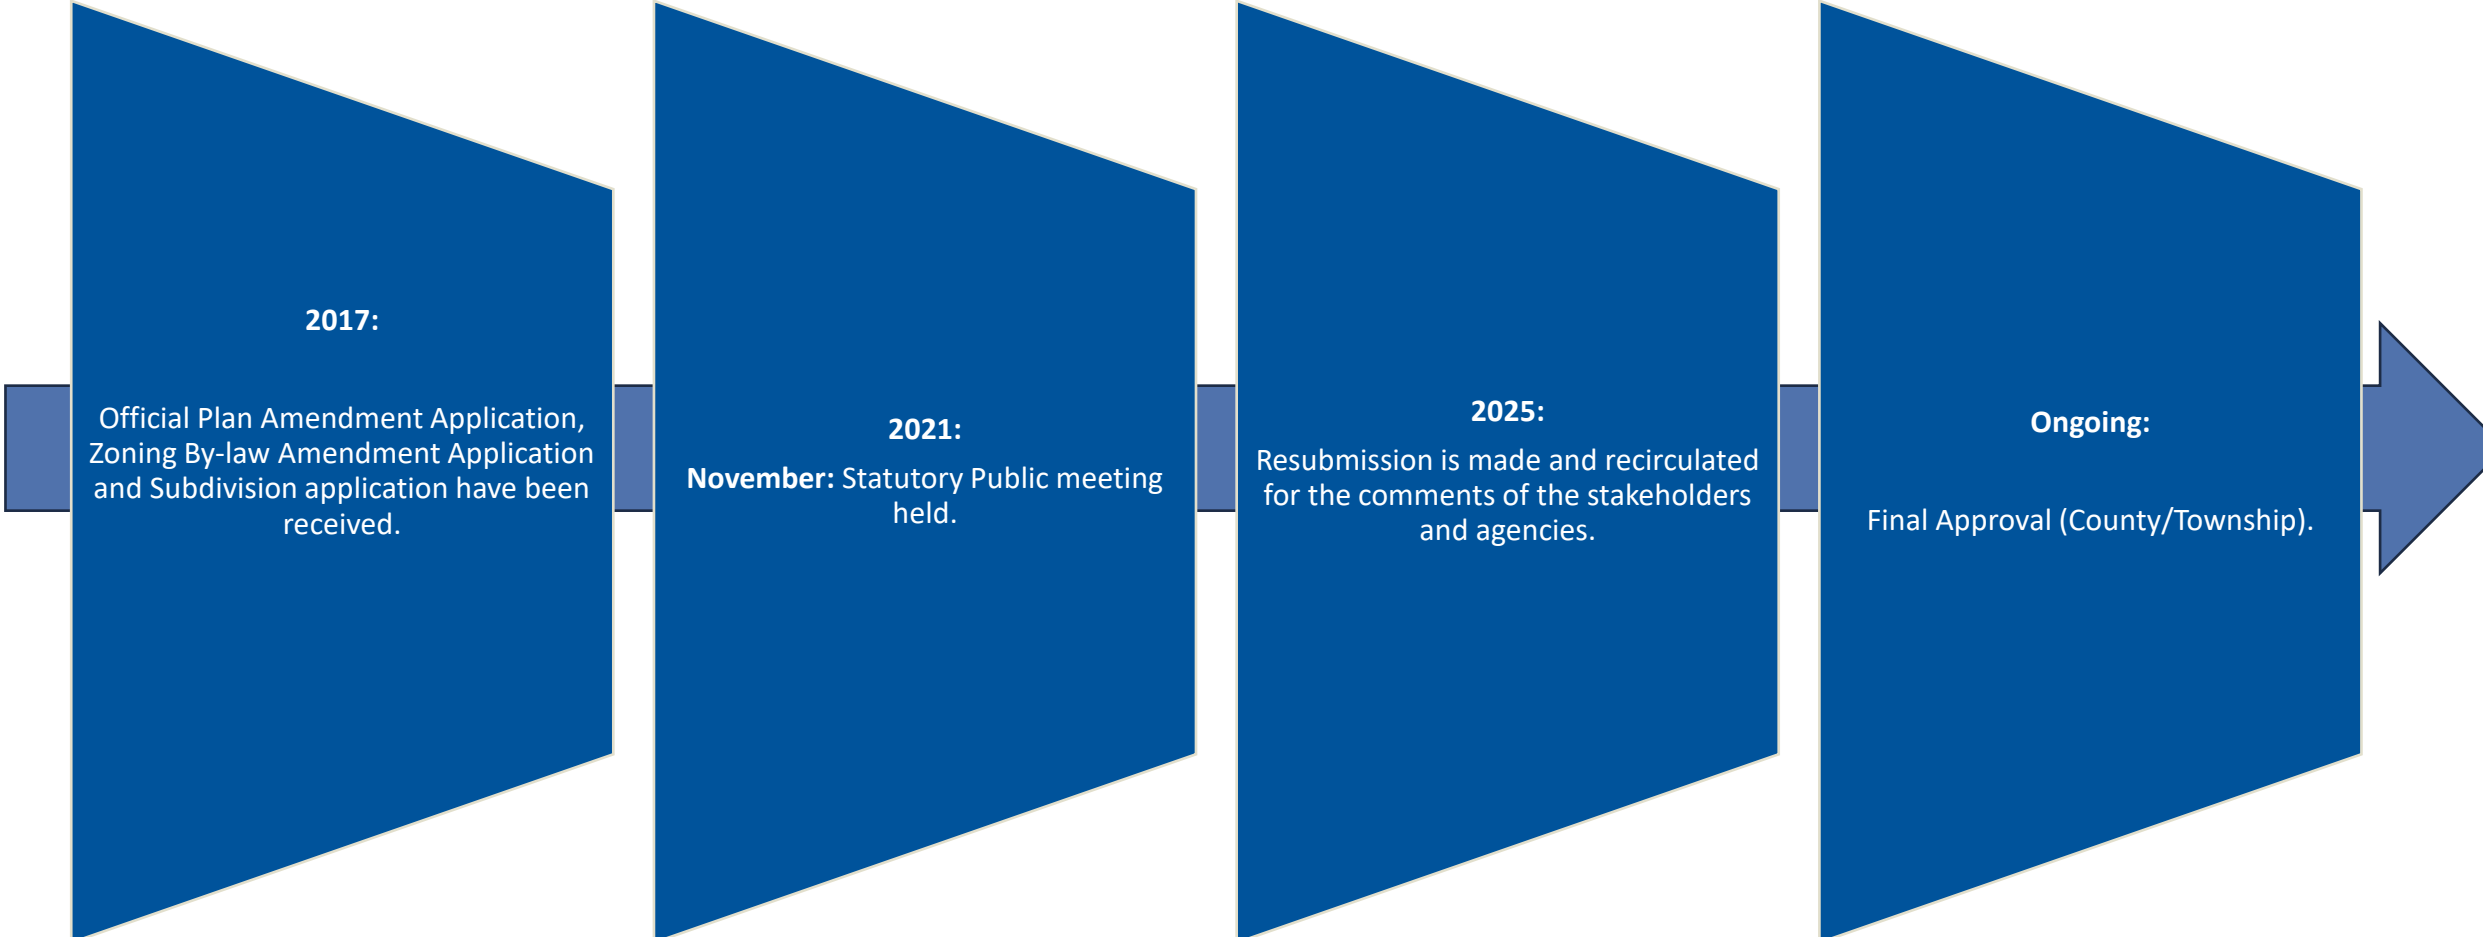 2017:
Official Plan Amendment Application,
Zoning By-law Amendment Application
and Subdivision application have been
received.
2021:
November: Statutory Public meeting
held.
2025:
Resubmission is made and recirculated
for the comments of the stakeholders
and agencies.
Ongoing:
Final Approval (County/Township).